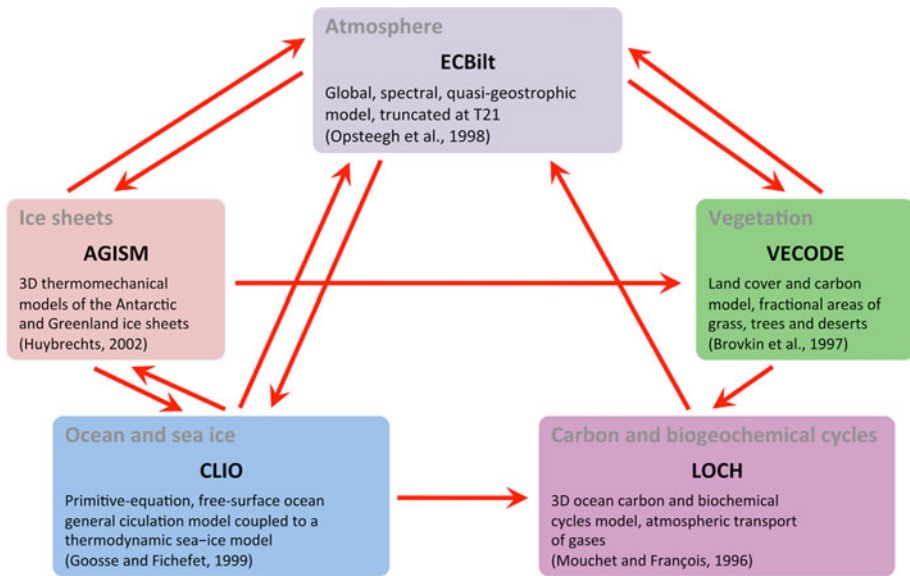 Atmosphere
ECBilt
Global, spectral, quasi-geostrophic
model, truncated at T21
(Opsteegh et al., 1998)
Ice sheets
AGISM
3D thermomechanical
models of the Antarctic
and Greenland ice sheets
(Huybrechts, 2002)
Vegetation
VECODE
Land cover and carbon
model, fractional areas of
grass, trees and deserts
(Brovkin et al., 1997)
Ocean and sea ice
CLIO
Primitive-equation, free-surface ocean
general ciculation model coupled to a
thermodynamic sea-ice model
(Goosse and Fichefet, 1999)
Carbon and biogeochemical cycles
LOCH
3D ocean carbon and biochemical
cycles model, atmospheric transport
of gases
(Mouchet and François, 1996)